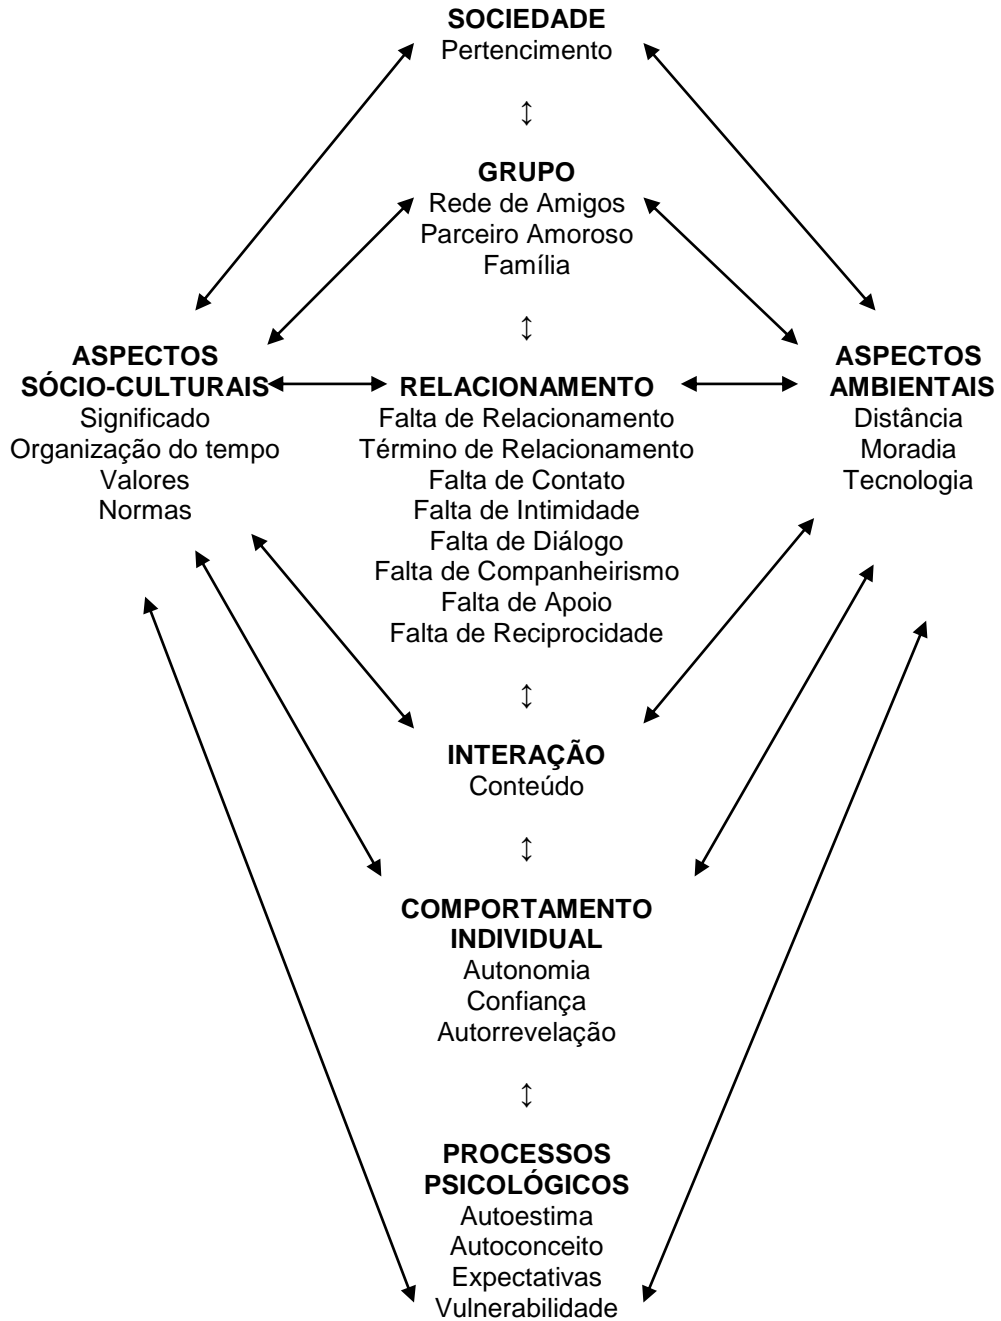 SOCIEDADE
Pertencimento
↕
GRUPO
Rede de Amigos
Parceiro Amoroso
Família
↕
ASPECTOS
SÓCIO-CULTURAIS
Significado
Organização do tempo
Valores
Normas
RELACIONAMENTO
Falta de Relacionamento
Término de Relacionamento
Falta de Contato
Falta de Intimidade
Falta de Diálogo
Falta de Companheirismo
Falta de Apoio
Falta de Reciprocidade
ASPECTOS
AMBIENTAIS
Distância
Moradia
Tecnologia
↕
INTERAÇÃO
Conteúdo
↕
COMPORTAMENTO
INDIVIDUAL
Autonomia
Confiança
Autorrevelação
↕
PROCESSOS
PSICOLÓGICOS
Autoestima
Autoconceito
Expectativas
Vulnerabilidade